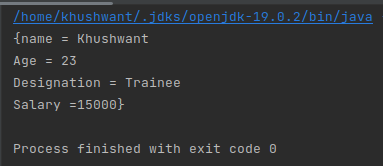 /home/khushwant/.jdks/openjdk-19.0.2/bin/java
{name = Khushwant
Age = 23
Designation = Trainee
Salary =15000}
Process finished with exit code 0